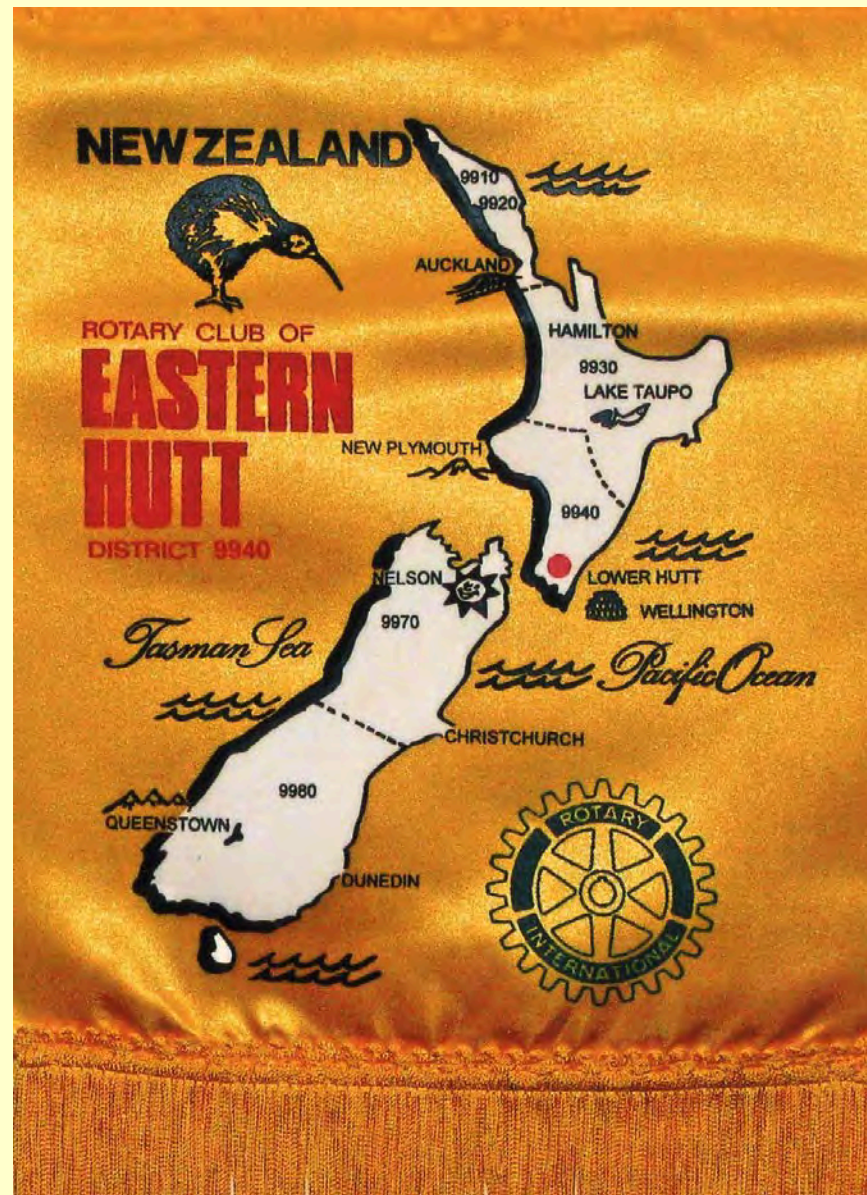 NEW ZEALAND
9910
9920
AUCKLAND
ROTARY CLUB OF
EASTERN
HUTT
DISTRICT 9940
HAMILTON
9930
LAKE TAUPO
NEW PLYMOUTH
9940
LOWER HUTT
WELLINGTON
NELSON
9970
Tasman Sea
Pacific Ocean
CHRISTCHURCH
9980
QUEENSTOWN
DUNEDIN
ROTARY
INTERNATIONAL